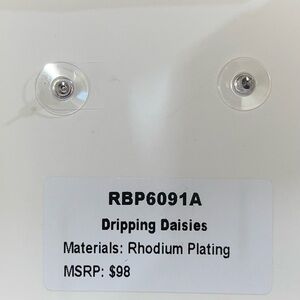 RBP6091A
Dripping Daisies
Materials: Rhodium Plating
MSRP: $98